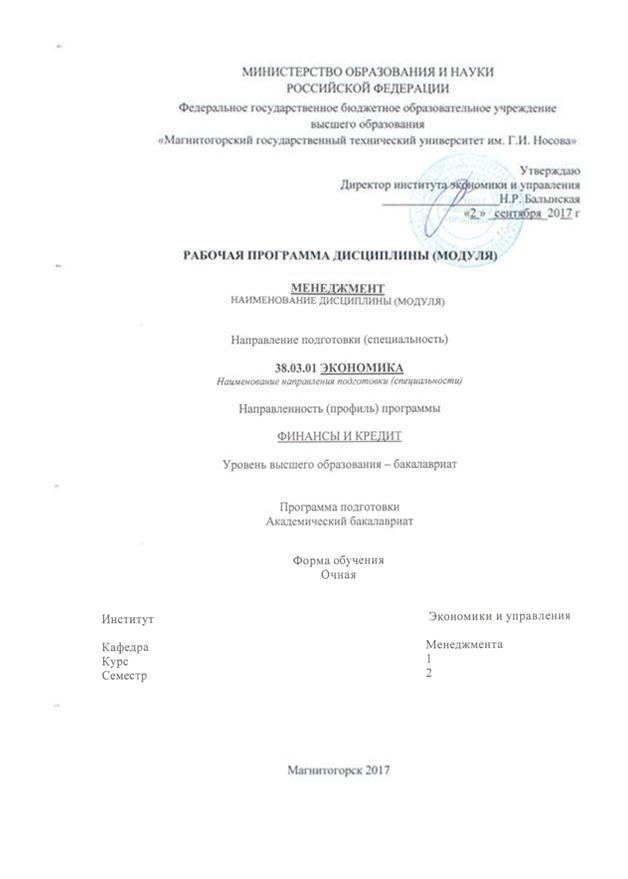 МИНИСТЕРСТВО ОБРАЗОВАНИЯ И НАУКИ
РОССИЙСКОЙ ФЕДЕРАЦИИ
Федеральное государственное бюджетное образовательное учреждение
высшего образования
«Магнитогорский государственный технический университет им. Г.И. Носова»
Утверждаю
Директор института экономики и управления
Н.Р. Балынская
«2 » сентября 2017 г
РАБОЧАЯ ПРОГРАММА ДИСЦИПЛИНЫ (МОДУЛЯ)
МЕНЕДЖМЕНТ
НАИМЕНОВАНИЕ ДИСЦИПЛИНЫ (МОДУЛЯ)
Направление подготовки (специальность)
38.03.01 ЭКОНОМИКА
Наименование направления подготовки (специальности)
Направленность (профиль) программы
ФИНАНСЫ И КРЕДИТ
Уровень высшего образования – бакалавриат
Программа подготовки
Академический бакалавриат
Форма обучения
Очная
Институт Экономики и управления
Кафедра Менеджмента
Курс 1
Семестр 2
Магнитогорск 2017